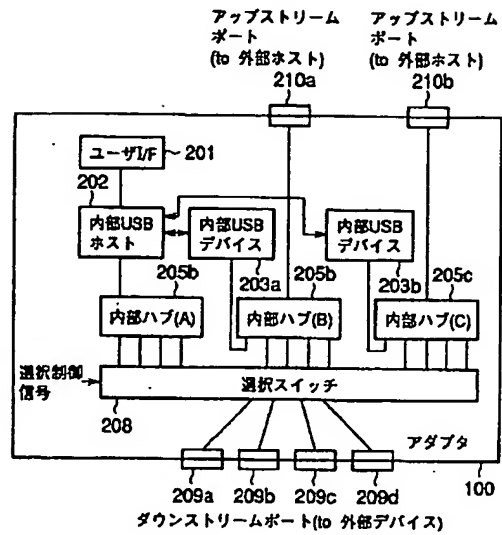 アップストリーム
ポート
(to 外部ホスト)
210a
アップストリーム
ポート
(to 外部ホスト)
210b
ユーザI/F
201
202
内部USB
ホスト
内部USB
デバイス
203a
内部USB
デバイス
203b
205b
内部ハブ(A)
205b
内部ハブ(B)
205c
内部ハブ(C)
選択制御
信号
選択スイッチ
208
アダプタ
209a
209b
209c
209d
100
ダウンストリームポート(to 外部デバイス)